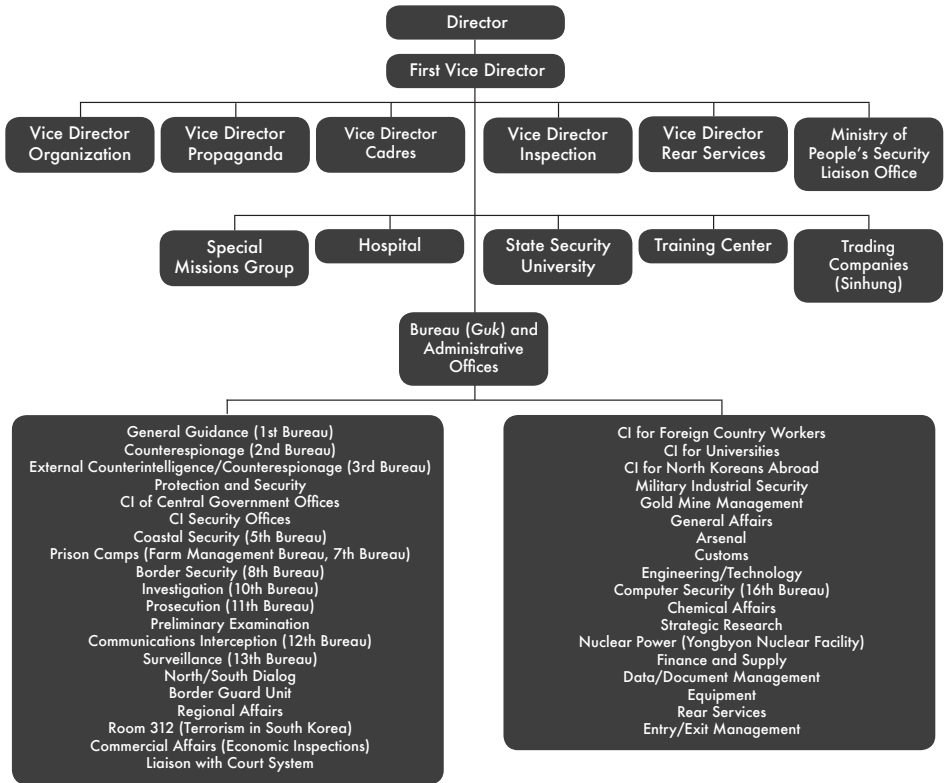 Director
First Vice Director
Vice Director
Organization
Vice Director
Propaganda
Vice Director
Cadres
Vice Director
Inspection
Vice Director
Rear Services
Ministry of
People's Security
Liaison Office
Special
Missions Group
Hospital
State Security
University
Training Center
Trading
Companies
(Sinhung)
Bureau (Guk) and
Administrative
Offices
General Guidance (1st Bureau)
Counterespionage (2nd Bureau)
External Counterintelligence/Counterespionage (3rd Bureau)
Protection and Security
CI of Central Government Offices
CI Security Offices
Coastal Security (5th Bureau)
Prison Camps (Farm Management Bureau, 7th Bureau)
Border Security (8th Bureau)
Investigation (10th Bureau)
Prosecution (11th Bureau)
Preliminary Examination
Communications Interception (12th Bureau)
Surveillance (13th Bureau)
North/South Dialog
Border Guard Unit
Regional Affairs
Room 312 (Terrorism in South Korea)
Commercial Affairs (Economic Inspections)
Liaison with Court System
CI for Foreign Country Workers
CI for Universities
CI for North Koreans Abroad
Military Industrial Security
Gold Mine Management
General Affairs
Arsenal
Customs
Engineering/Technology
Computer Security (16th Bureau)
Chemical Affairs
Strategic Research
Nuclear Power (Yongbyon Nuclear Facility)
Finance and Supply
Data/Document Management
Equipment
Rear Services
Entry/Exit Management